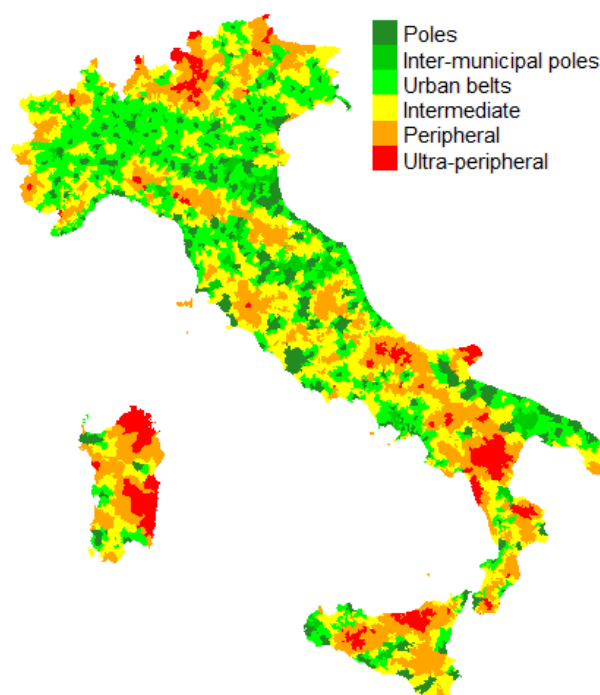 Poles
Inter-municipal poles
Urban belts
Intermediate
Peripheral
Ultra-peripheral